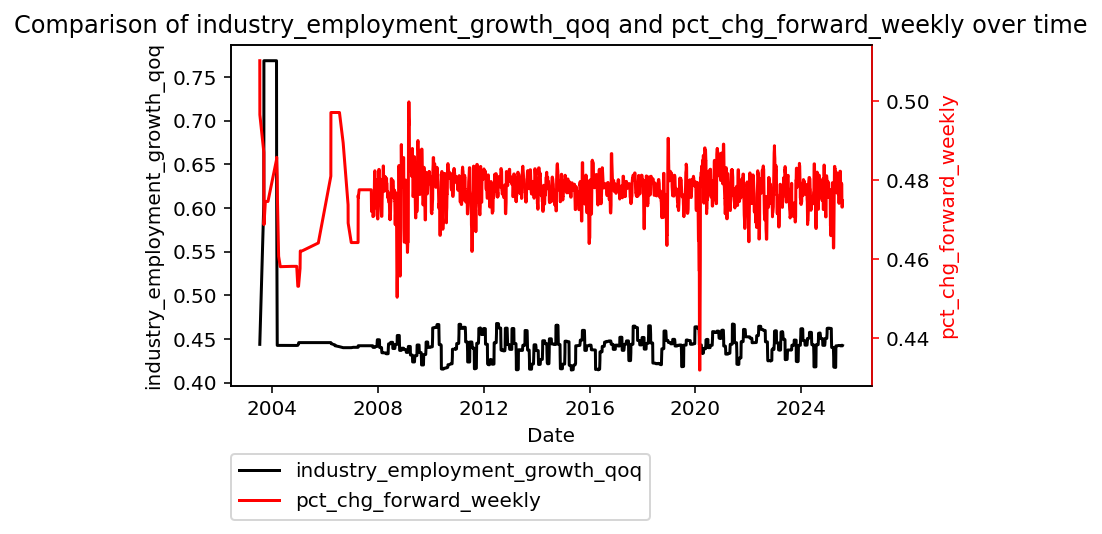 Comparison of industry_employment_growth_qoq and pct_chg_forward_weekly over time
industry_employment_growth_qoq
0.75
0.70
0.65
0.60
0.55
0.50
0.45
0.40
0.50
0.48
0.46
0.44
pct_chg_forward_weekly
2004 2008 2012 2016 2020 2024
Date
industry_employment_growth_qoq
pct_chg_forward_weekly